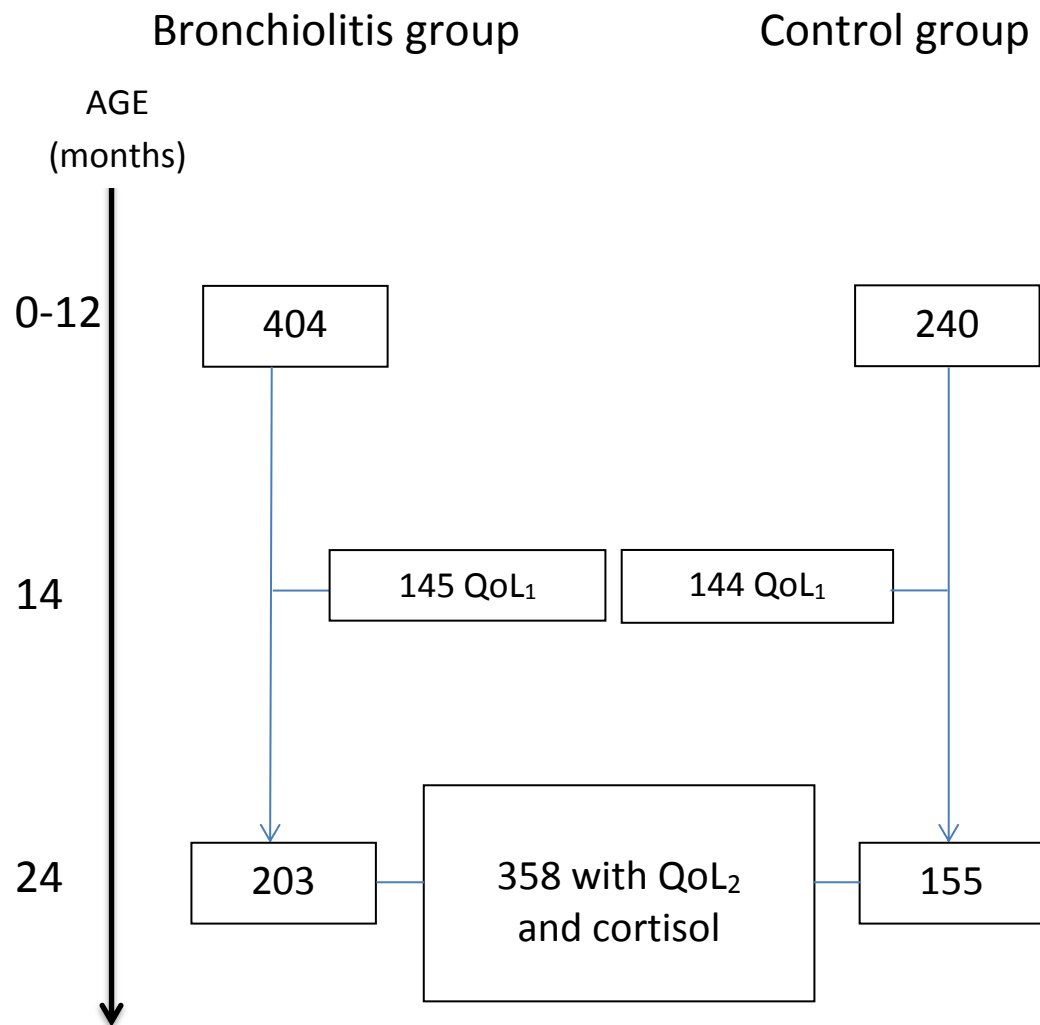 Bronchiolitis group
Control group
AGE
(months)
0-12
404
240
14
145 QoL₁
144 QoL₁
24
203
358 with QoL₂
and cortisol
155